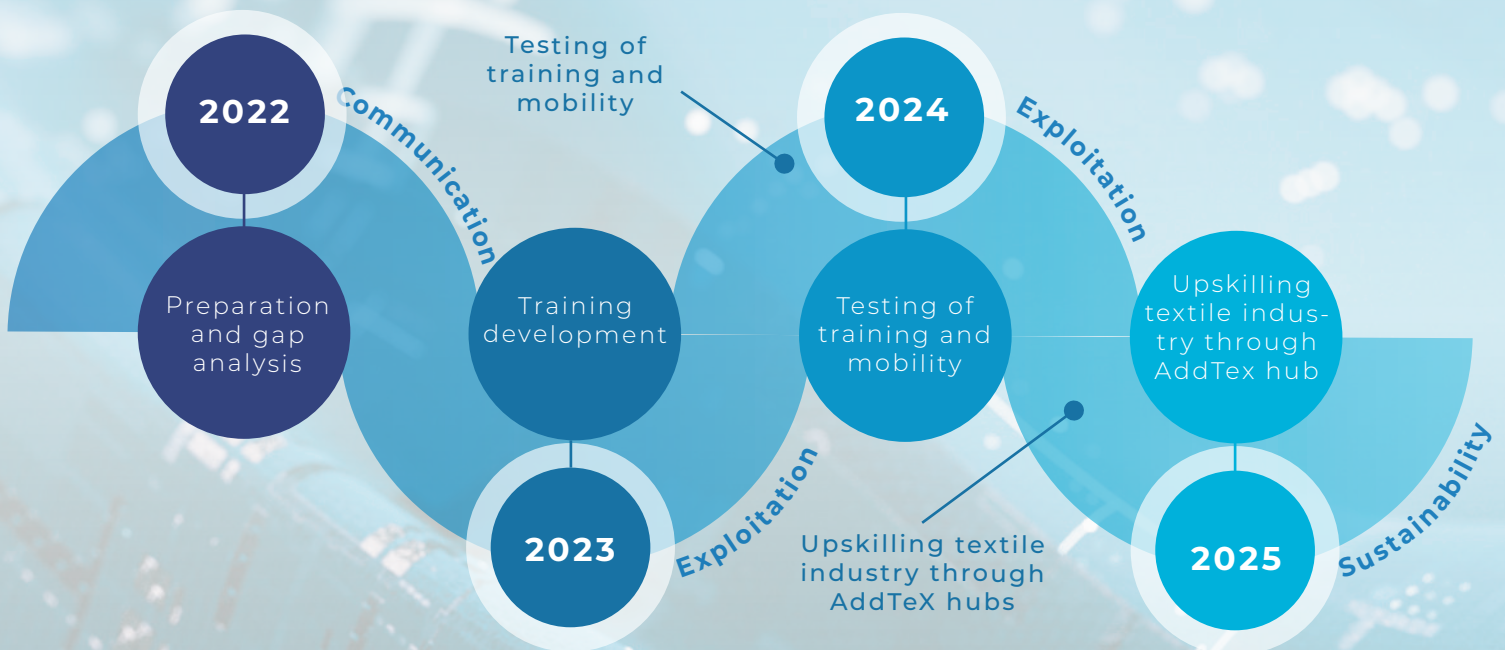 2022
Communication
Preparation
and gap
analysis
Testing of
training and
mobility
Training
development
2023
Exploitation
2024
Exploitation
Testing of
training and
mobility
Upskilling textile
industry through
AddTeX hubs
Upskilling
textile indus-
try through
AddTex hub
2025
Sustainability